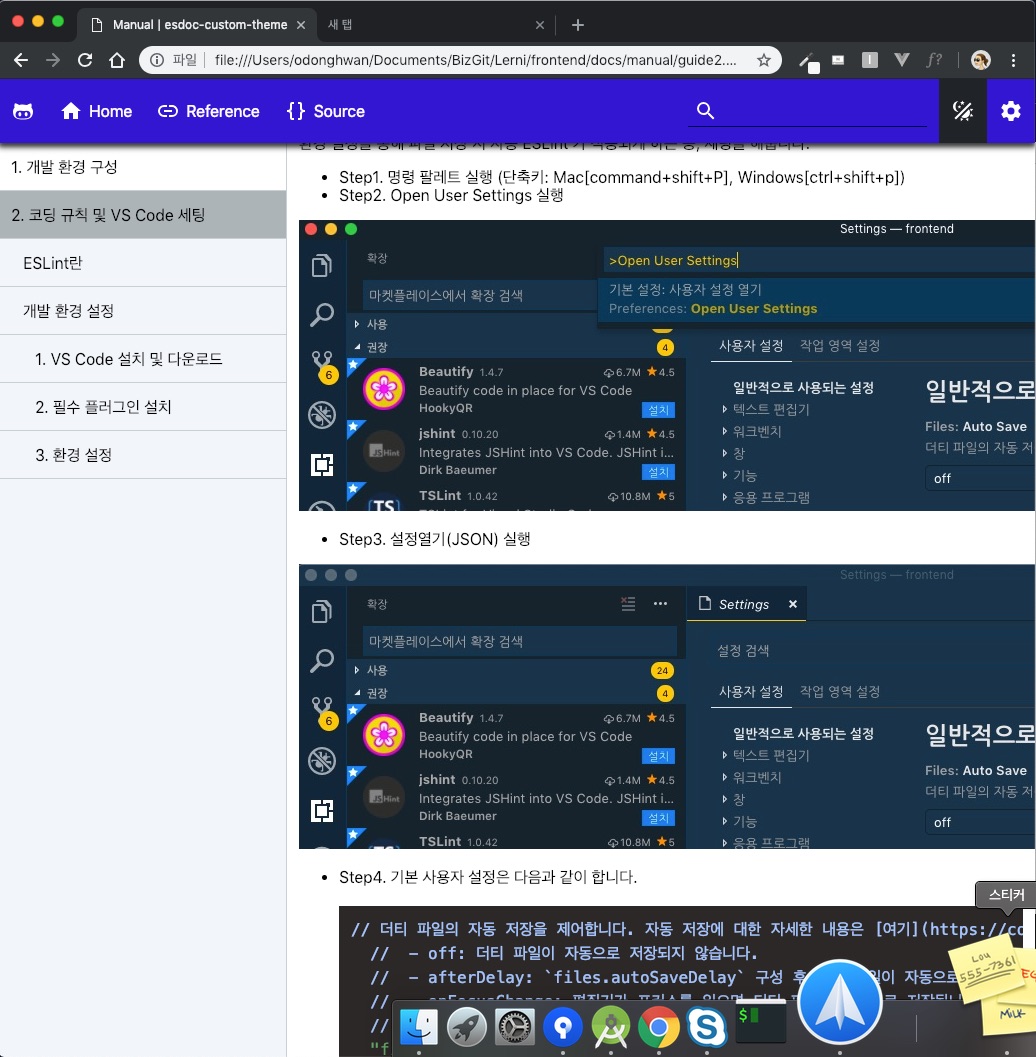 Manual | esdoc-custom-theme
새 탭
파일 file:///Users/odonghwan/Documents/BizGit/Lerni/frontend/docs/manual/guide2....
Home Reference {} Source
1. 개발 환경 구성
2. 코딩 규칙 및 VS Code 세팅
ESLint란
개발 환경 설정
1. VS Code 설치 및 다운로드
2. 필수 플러그인 설치
3. 환경 설정
• Step1. 명령 팔레트 실행 (단축키: Mac[command+shift+P], Windows[ctrl+shift+p])
• Step2. Open User Settings 실행
Settings — frontend
확장
>Open User Settings
마켓플레이스에서 확장 검색
기본 설정: 사용자 설정 열기
Preferences: Open User Settings
사용
권장
4
6
Beautify 1.4.7 6.7M ★4.5
Beautify code in place for VS Code
HookyQR 설치
jshint 0.10.20 1.4M ★4.5
Integrates JSHint into VS Code. JSHint i...
Dirk Baeumer 설치
TSLint 1.0.42 10.8M ★5
사용자 설정 작업 영역 설정
일반적으로 사용되는 설정
텍스트 편집기
워크벤치
창
기능
응용 프로그램
일반적으로
Files: Auto Save
더티 파일의 자동 저
off
• Step3. 설정열기(JSON) 실행
Settings — frontend
확장
Settings
마켓플레이스에서 확장 검색
설정 검색
사용 24
권장 4
6
Beautify 1.4.7 6.7M ★4.5
Beautify code in place for VS Code
HookyQR 설치
jshint 0.10.20 1.4M ★4.5
Integrates JSHint into VS Code. JSHint i...
Dirk Baeumer 설치
TSLint 1.0.42 10.8M ★5
사용자 설정 작업 영역 설정
일반적으로 사용되는 설정
텍스트 편집기
워크벤치
창
기능
응용 프로그램
일반적으로
Files: Auto Save
더티 파일의 자동 저
off
• Step4. 기본 사용자 설정은 다음과 같이 합니다.
스티커
// 더티 파일의 자동 저장을 제어합니다. 자동 저장에 대한 자세한 내용은 [여기](https://co
// - off: 더티 파일이 자동으로 저장되지 않습니다.
// - afterDelay: `files.autoSaveDelay` 구성 후
//
//
"f
Lou
555-7361
MILK